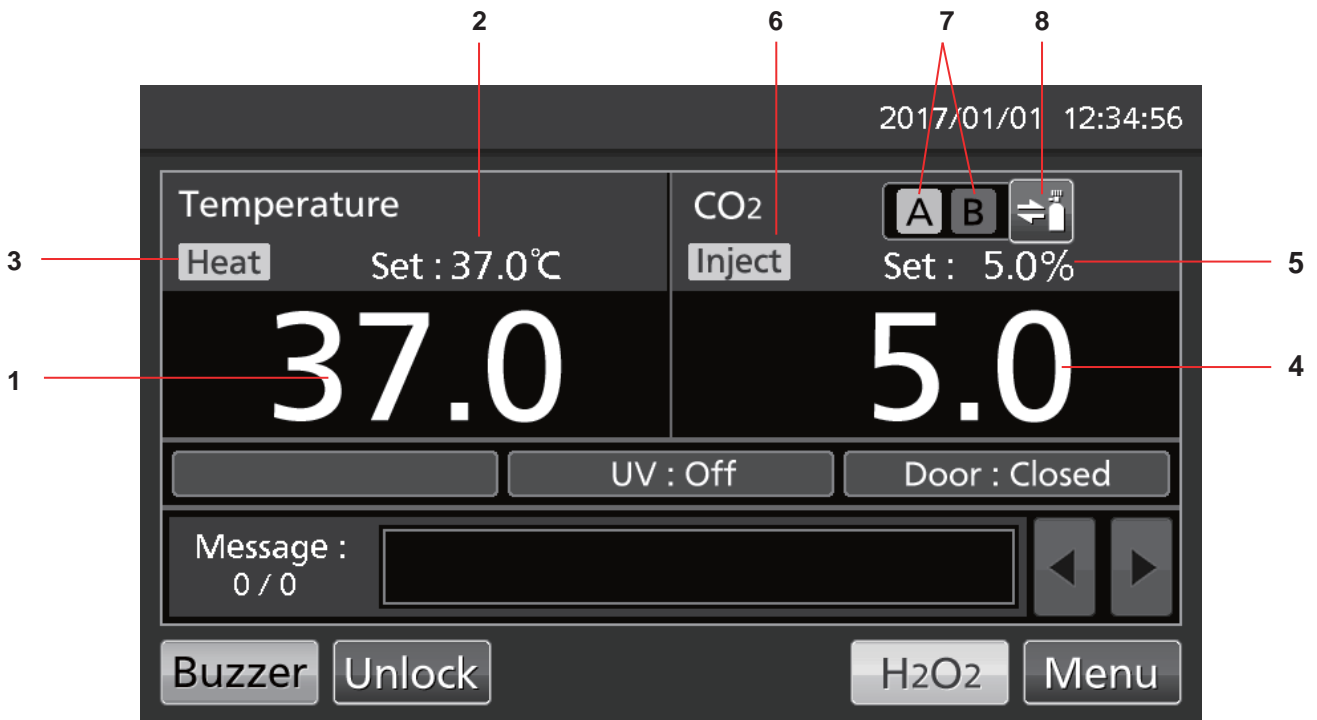 2 6 7 8
2017/01/01 12:34:56
Temperature CO2 A B
3 Heat Set : 37.0℃ Inject Set : 5.0% 5
1 37.0 5.0 4
UV : Off Door : Closed
Message :
0 / 0
Buzzer Unlock H2O2 Menu